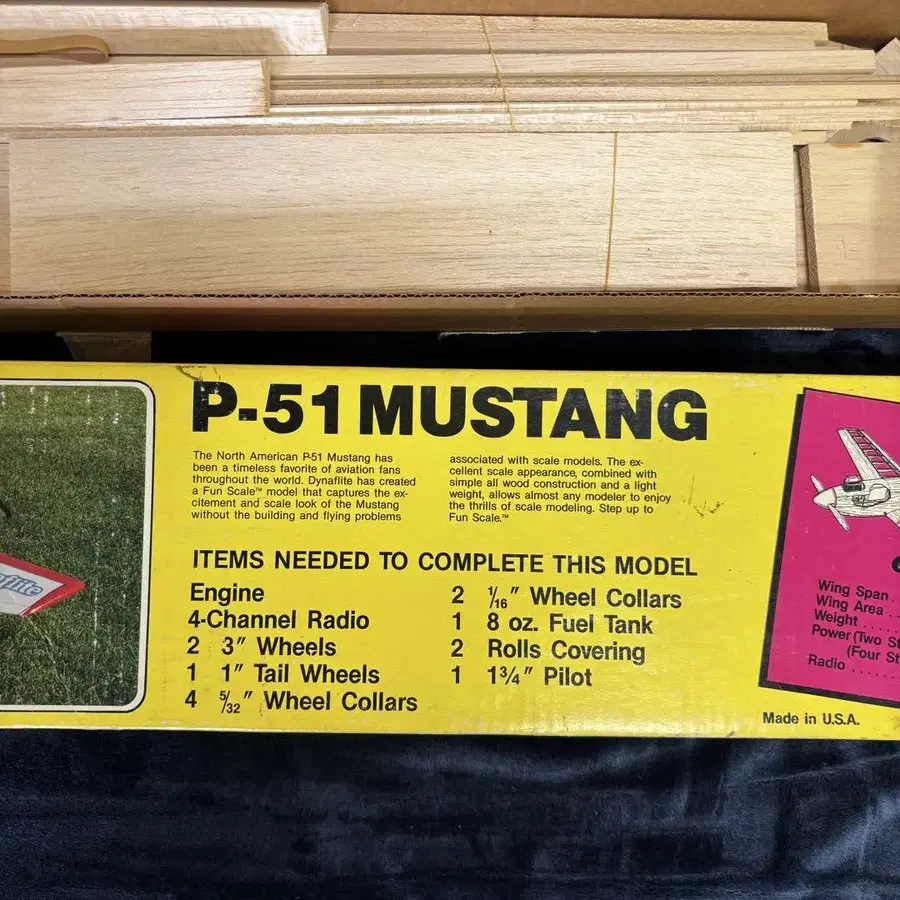 P-51 MUSTANG
The North American P-51 Mustang has
been a timeless favorite of aviation fans
throughout the world. Dynaflite has created
a Fun Scale™ model that captures the ex-
citement and scale look of the Mustang
without the building and flying problems
associated with scale models. The ex-
cellent scale appearance, combined with
simple all wood construction and a light
weight, allows almost any modeler to enjoy
the thrills of scale modeling. Step up to
Fun Scale.™
ITEMS NEEDED TO COMPLETE THIS MODEL
Engine
4-Channel Radio
2 3" Wheels
1 1" Tail Wheels
4 5/32" Wheel Collars
2 1/16" Wheel Collars
1 8 oz. Fuel Tank
2 Rolls Covering
1 1¾" Pilot
Wing Span .
Wing Area ..
Weight .....
Power (Two St
(Four St
Radio ......
Made in U.S.A.